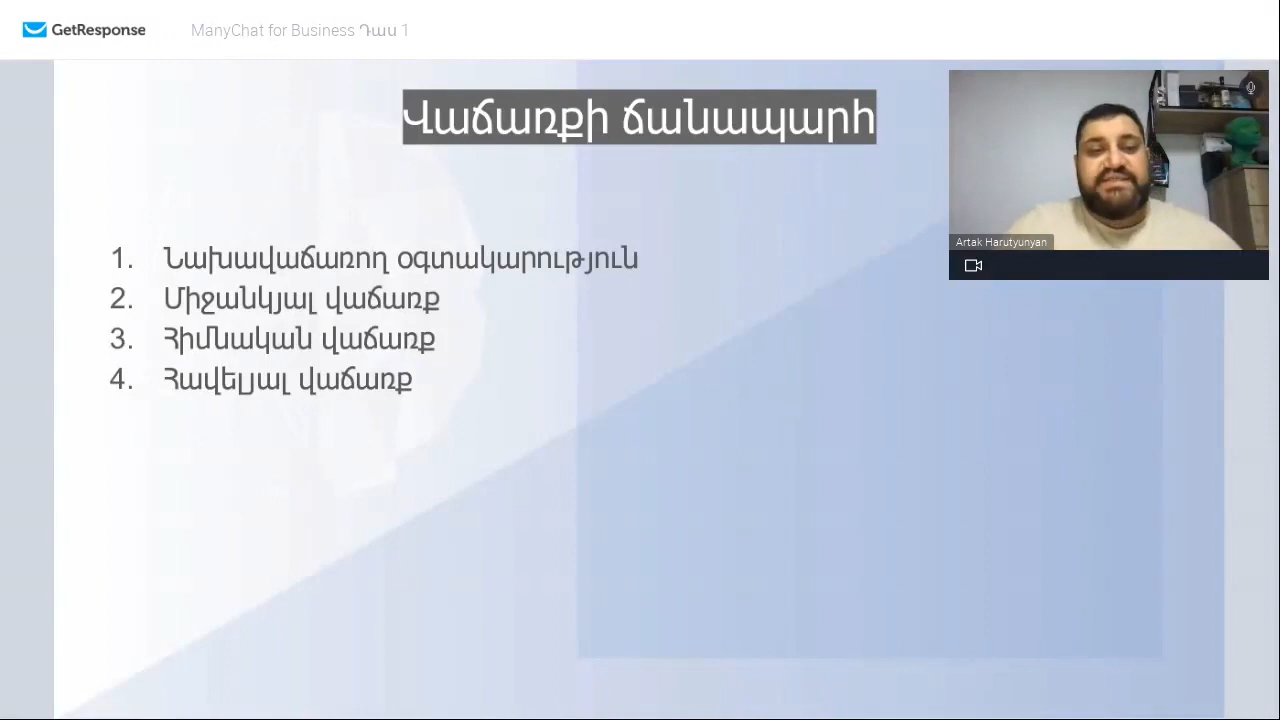 GetResponse
ManyChat for Business Դաս 1
Վաճառքի ճանապարհ
1. Նախավաճառող օգտակարություն
2. Միջանկյալ վաճառք
3. Հիմնական վաճառք
4. Հավելյալ վաճառք
Artak Harutyunyan